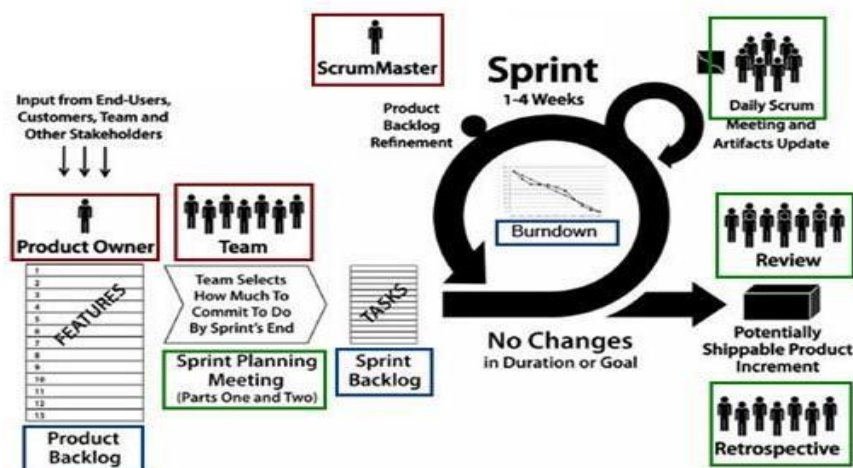 ScrumMaster
Sprint
1-4 Weeks
Product
Backlog
Refinement
Daily Scrum
Meeting and
Artifacts Update
Input from End-Users,
Customers, Team and
Other Stakeholders
Product Owner
Team
Burndown
Review
1
2
3
4
5
6
7
8
9
10
11
12
13
FEATURES
Team Selects
How Much To
Commit To Do
By Sprint's End
TASKS
Sprint Planning
Meeting
(Parts One and Two)
Sprint
Backlog
No Changes
in Duration or Goal
Potentially
Shippable Product
Increment
Product
Backlog
Retrospective